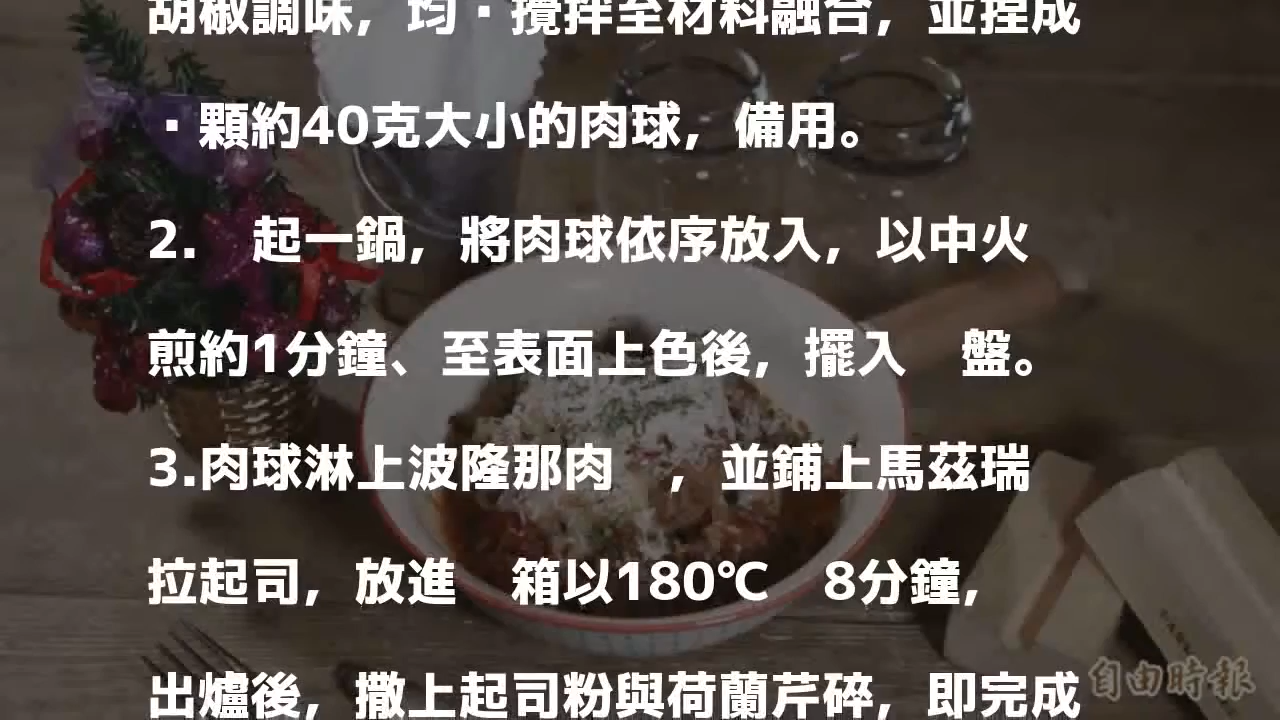 胡椒調味，均·攪拌至材料融合，並捏成
·顆約40克大小的肉球，備用。
2.　起一鍋，將肉球依序放入，以中火
煎約1分鐘、至表面上色後，擺入　盤。
3.肉球淋上波隆那肉　，並鋪上馬茲瑞
拉起司，放進　箱以180℃　8分鐘，
出爐後，撒上起司粉與荷蘭芹碎，即完成
自由時報